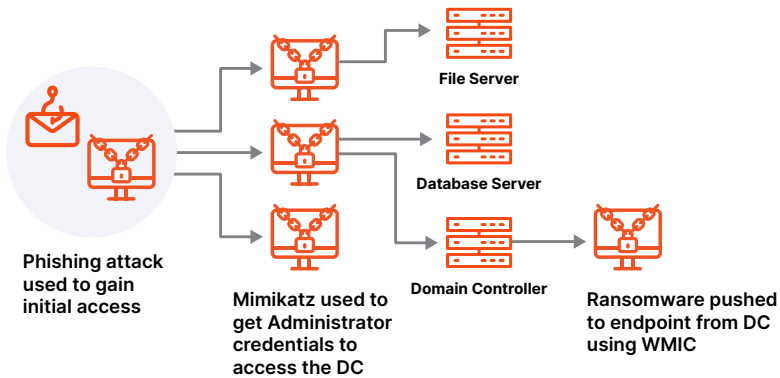 File Server
Database Server
Domain Controller
Phishing attack
used to gain
initial access
Mimikatz used to
get Administrator
credentials to
access the DC
Ransomware pushed
to endpoint from DC
using WMIC